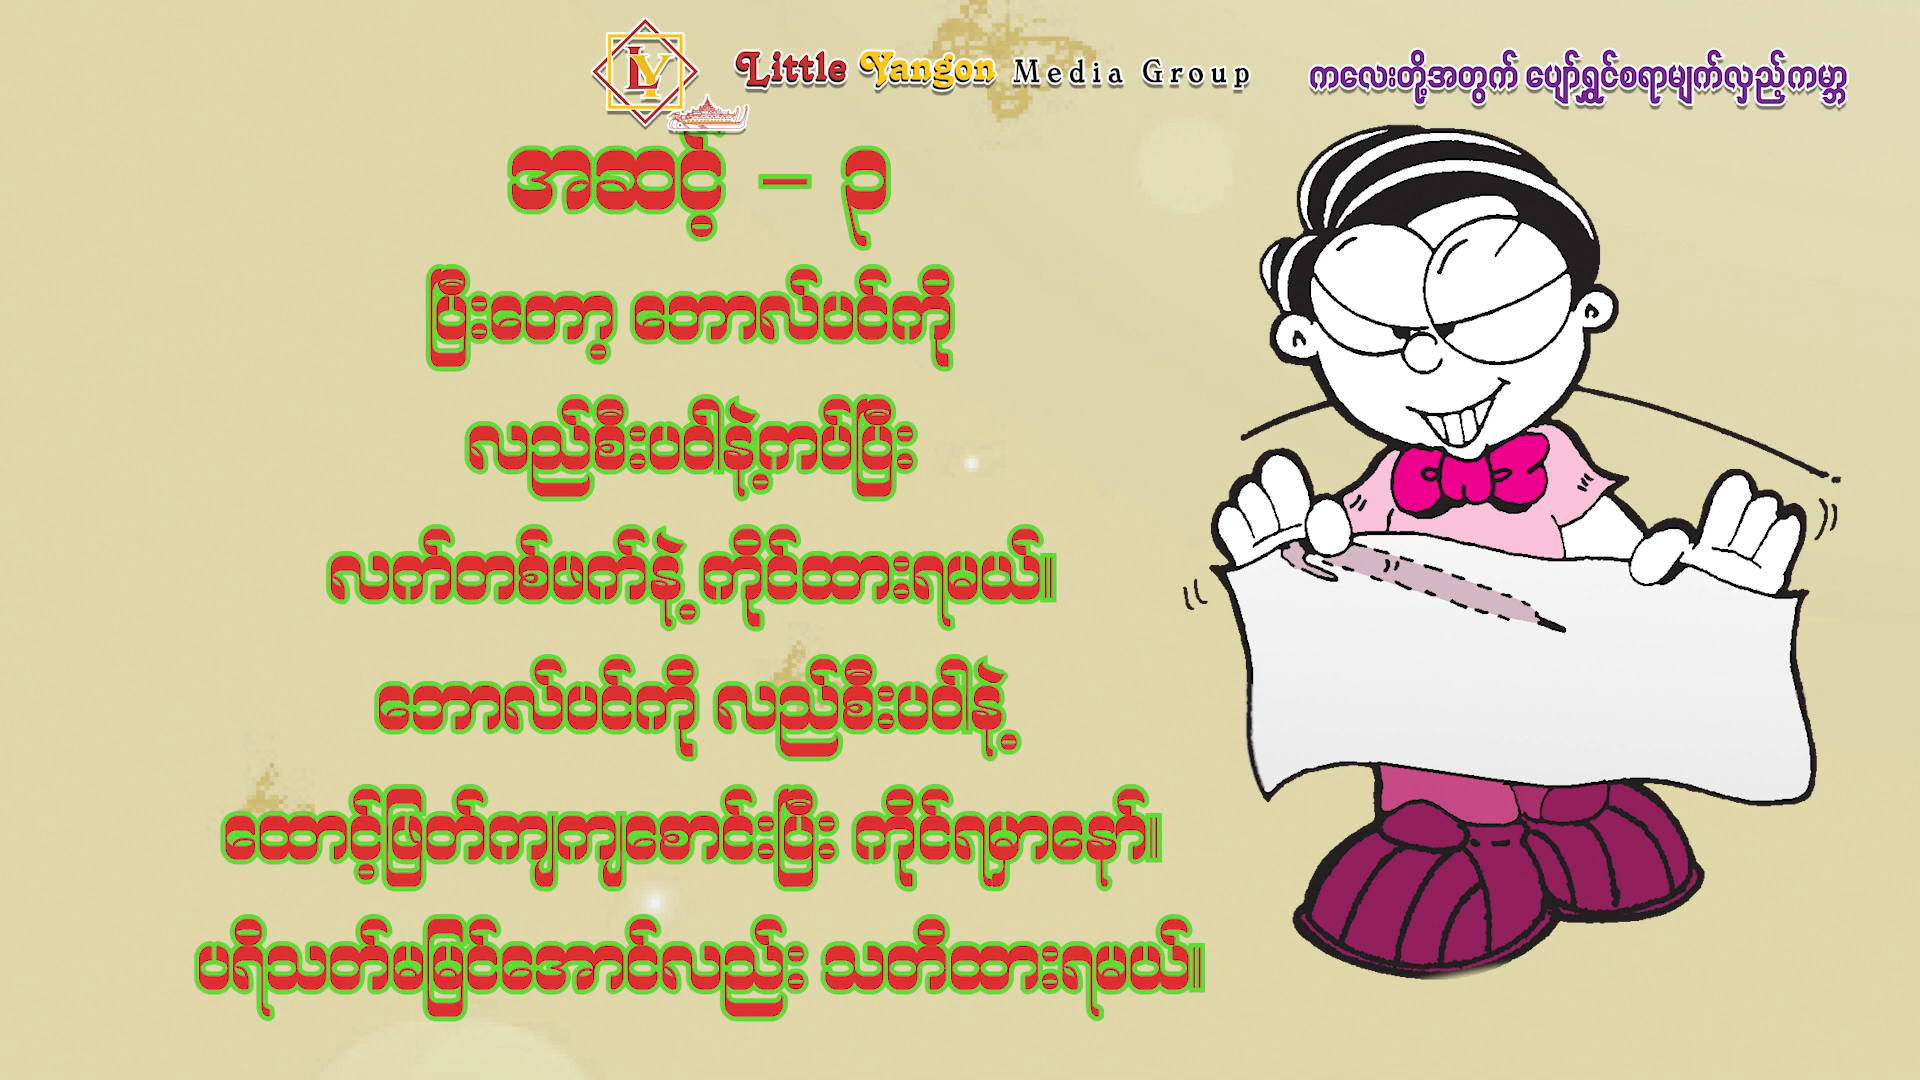 LY
Little Yangon Media Group
ကလေးတို့အတွက် ပျော်ရွှင်စရာမျက်လှည့်ကမ္ဘာ
အဆင့် - ၃
ပြီးတော့ ဘောလ်ပင်ကို
လည်စီးပဝါနဲ့ကပ်ပြီး
လက်တစ်ဖက်နဲ့ ကိုင်ထားရမယ်။
ဘောလ်ပင်ကို လည်စီးပဝါနဲ့
ထောင့်ဖြတ်ကျကျစောင်းပြီး ကိုင်ရမှာနော်။
ပရိသတ်မမြင်အောင်လည်း သတိထားရမယ်။